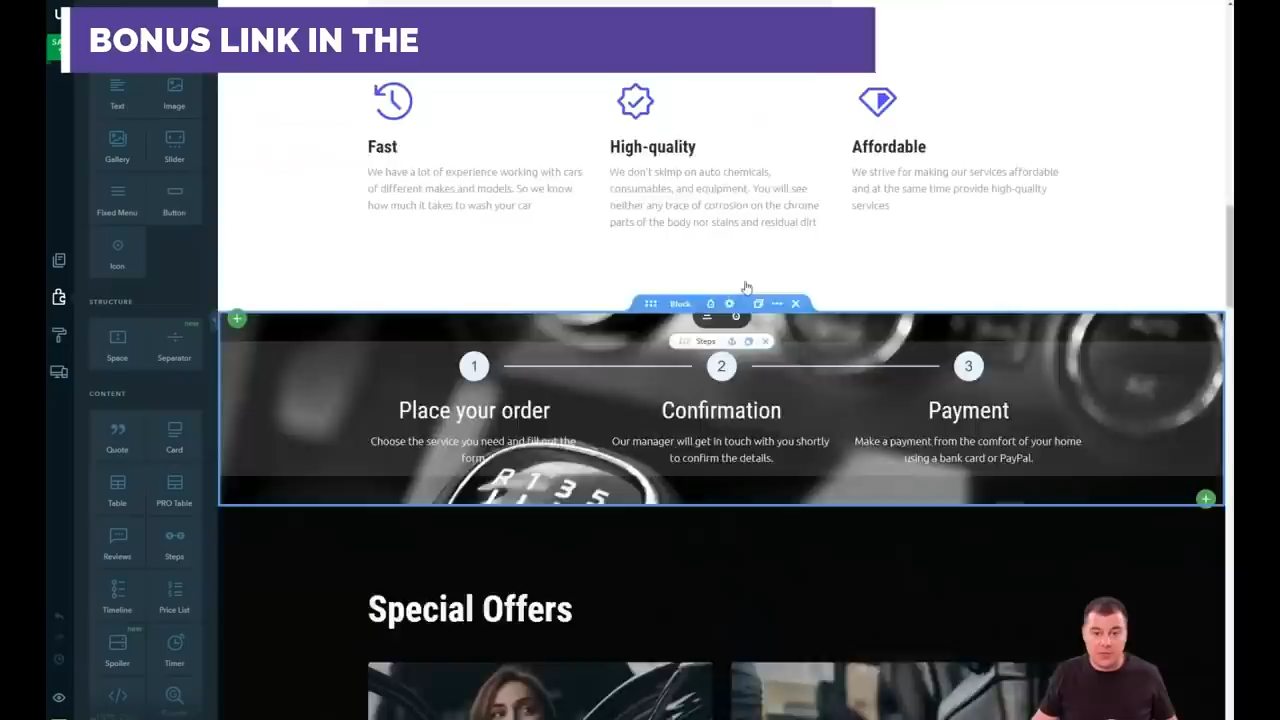 BONUS LINK IN THE
Text
Image
Gallery
Slider
Fixed Menu
Button
Icon
STRUCTURE
new
Space
Separator
CONTENT
Quote
Card
Table
PRO Table
Reviews
Steps
Timeline
Price List
new
Spoiler
Timer
Fast
We have a lot of experience working with cars
of different makes and models. So we know
how much it takes to wash your car
High-quality
We don't skimp on auto chemicals,
consumables, and equipment. You will see
neither any trace of corrosion on the chrome
parts of the body nor stains and residual dirt
Affordable
We strive for making our services affordable
and at the same time provide high-quality
services
Block
Steps
1
Place your order
Choose the service you need and fill out the
form.
2
Confirmation
Our manager will get in touch with you shortly
to confirm the details.
3
Payment
Make a payment from the comfort of your home
using a bank card or PayPal.
R 1 3 5
Special Offers